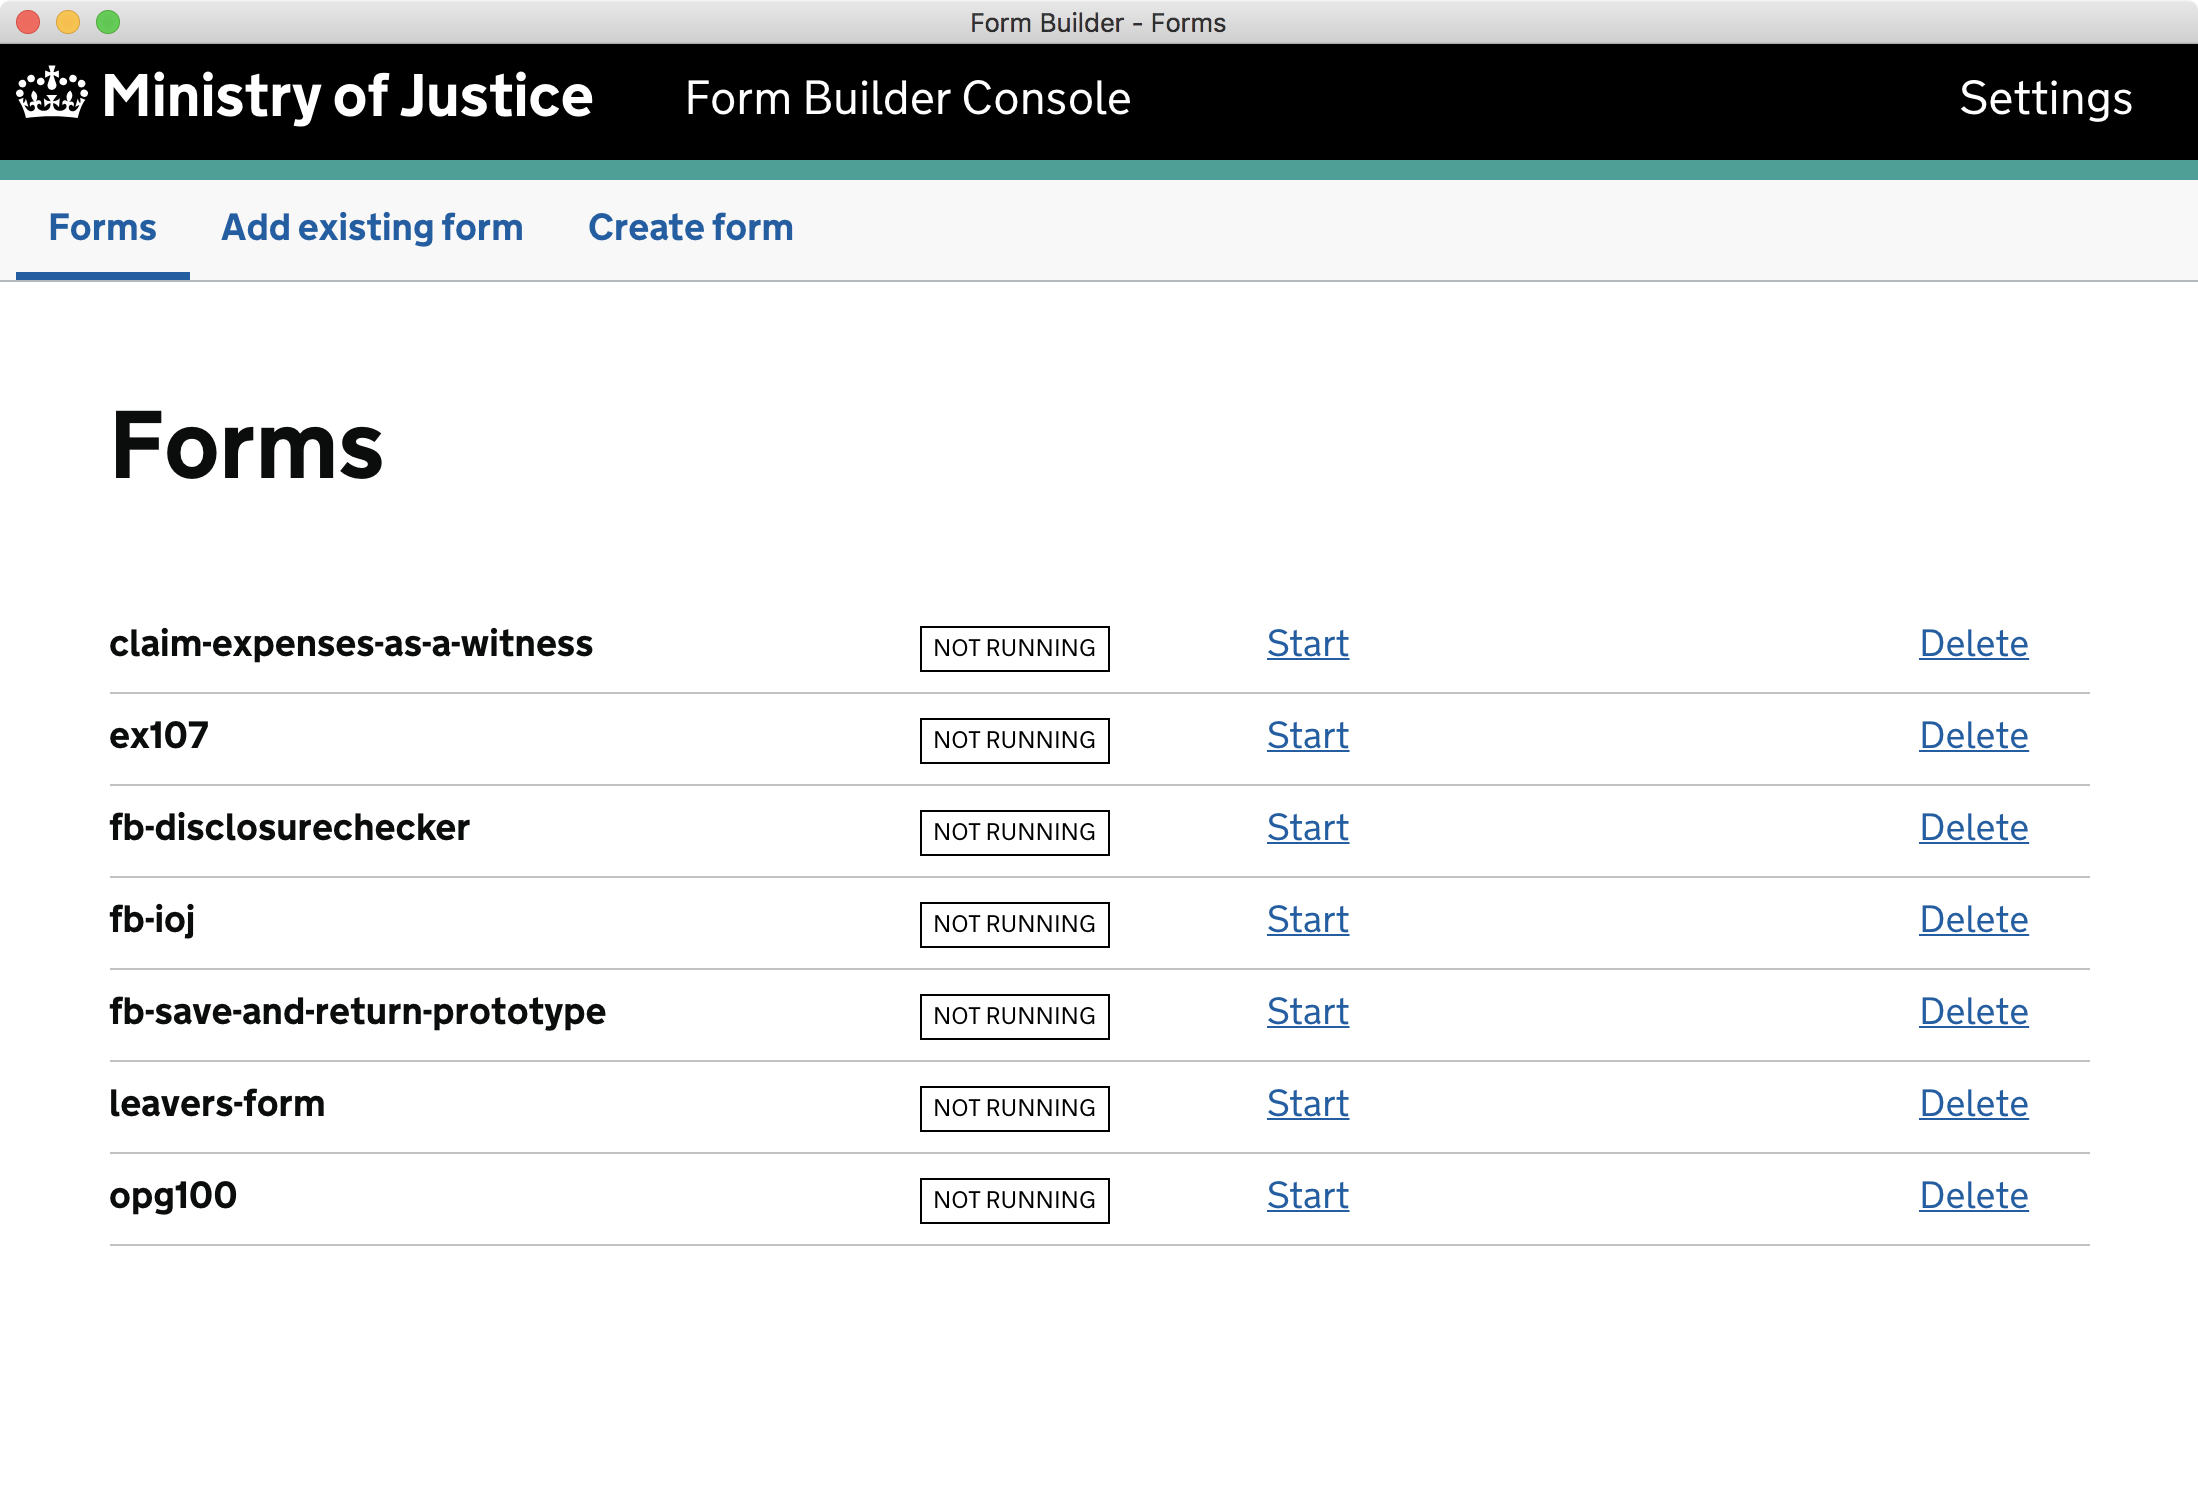 Form Builder - Forms
Ministry of Justice Form Builder Console Settings
Forms Add existing form Create form
Forms
claim-expenses-as-a-witness NOT RUNNING Start Delete
ex107 NOT RUNNING Start Delete
fb-disclosurechecker NOT RUNNING Start Delete
fb-ioj NOT RUNNING Start Delete
fb-save-and-return-prototype NOT RUNNING Start Delete
leavers-form NOT RUNNING Start Delete
opg100 NOT RUNNING Start Delete